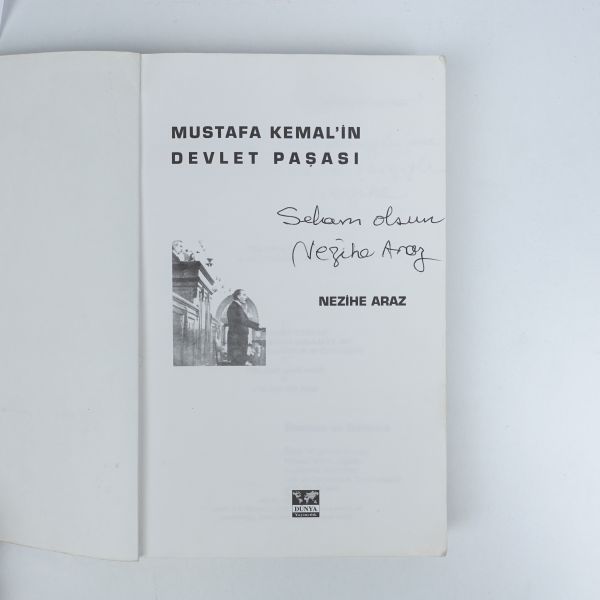 MUSTAFA KEMAL'İN
DEVLET PAŞASI
Selam olsun
Nezihe Araz
NEZİHE ARAZ
DÜNYA